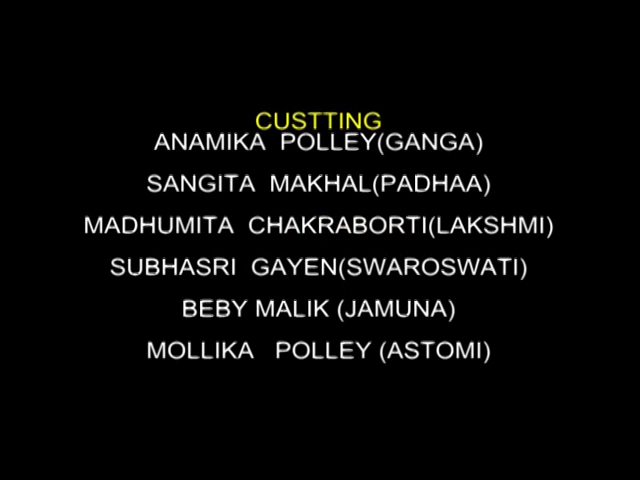 CUSTTING
ANAMIKA POLLEY(GANGA)
SANGITA MAKHAL(PADHAA)
MADHUMITA CHAKRABORTI(LAKSHMI)
SUBHASRI GAYEN(SWAROSWATI)
BEBY MALIK (JAMUNA)
MOLLIKA POLLEY (ASTOMI)